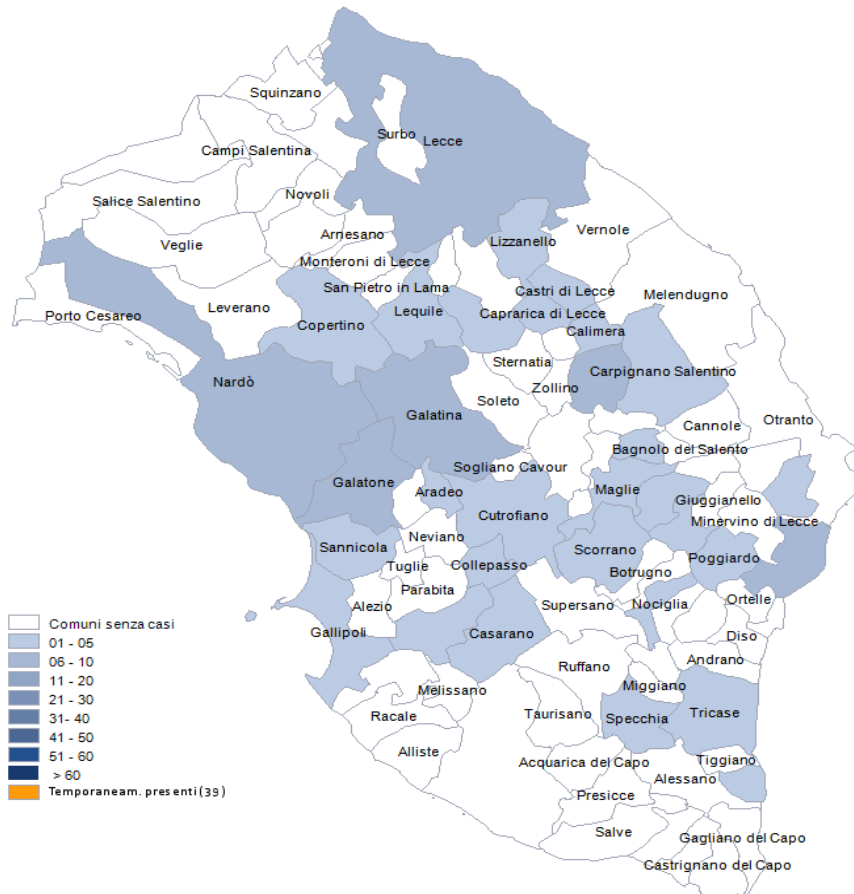 Squinzano
Surbo
Lecce
Campi Salentina
Novoli
Salice Salentino
Arnesano
Vernole
Veglie
Lizzanello
Monteroni di Lecce
San Pietro in Lama
Castri di Lecce
Melendugno
Leverano
Porto Cesareo
Copertino
Lequile
Caprarica di Lecce
Calimera
Sternatia
Carpignano Salentino
Nardò
Zollino
Soleto
Galatina
Otranto
Cannole
Bagnolo del Salento
Sogliano Cavour
Galatone
Aradeo
Maglie
Giuggianello
Cutrofiano
Minervino di Lecce
Neviano
Sannicola
Scorrano
Poggiardo
Tuglie
Collepasso
Botrugno
Parabita
Ortelle
Alezio
Supersano
Nociglia
Gallipoli
Casarano
Diso
Andrano
Ruffano
Miggiano
Melissano
Racale
Taurisano
Specchia
Tricase
Alliste
Acquarica del Capo
Tiggiano
Alessano
Presicce
Salve
Gagliano del Capo
Castrignano del Capo
Comuni senza casi
01 - 05
06 - 10
11 - 20
21 - 30
31- 40
41 - 50
51 - 60
> 60
Temporaneam. presenti (39)